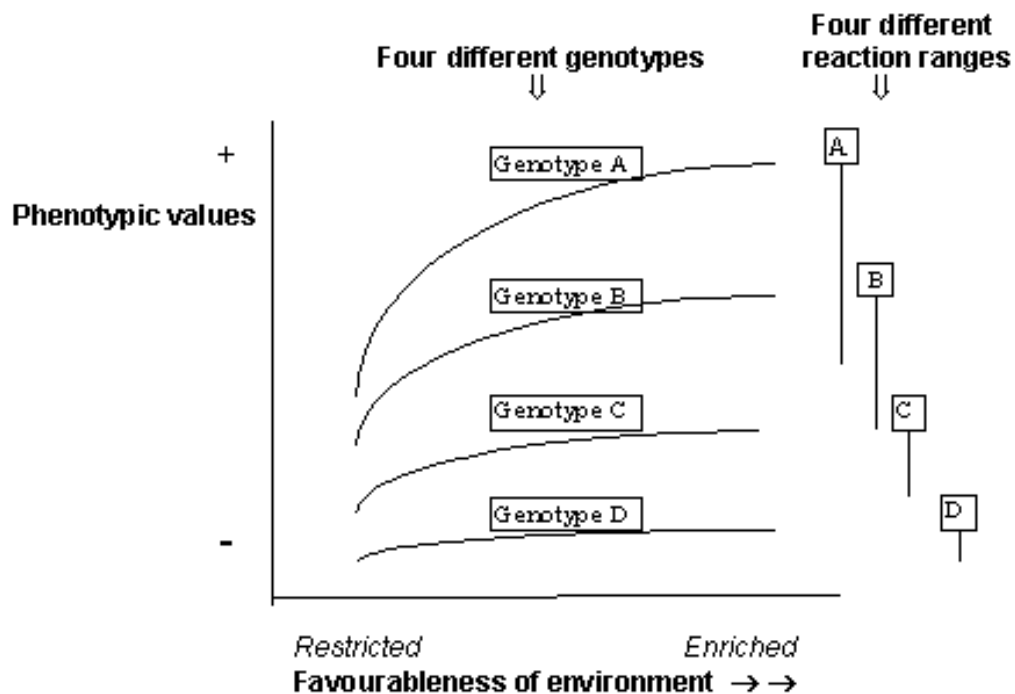 Four different genotypes
⇓
Four different
reaction ranges
⇓
+
Phenotypic values
-
Genotype A
Genotype B
Genotype C
Genotype D
A
B
C
D
Restricted
Enriched
Favourableness of environment → →